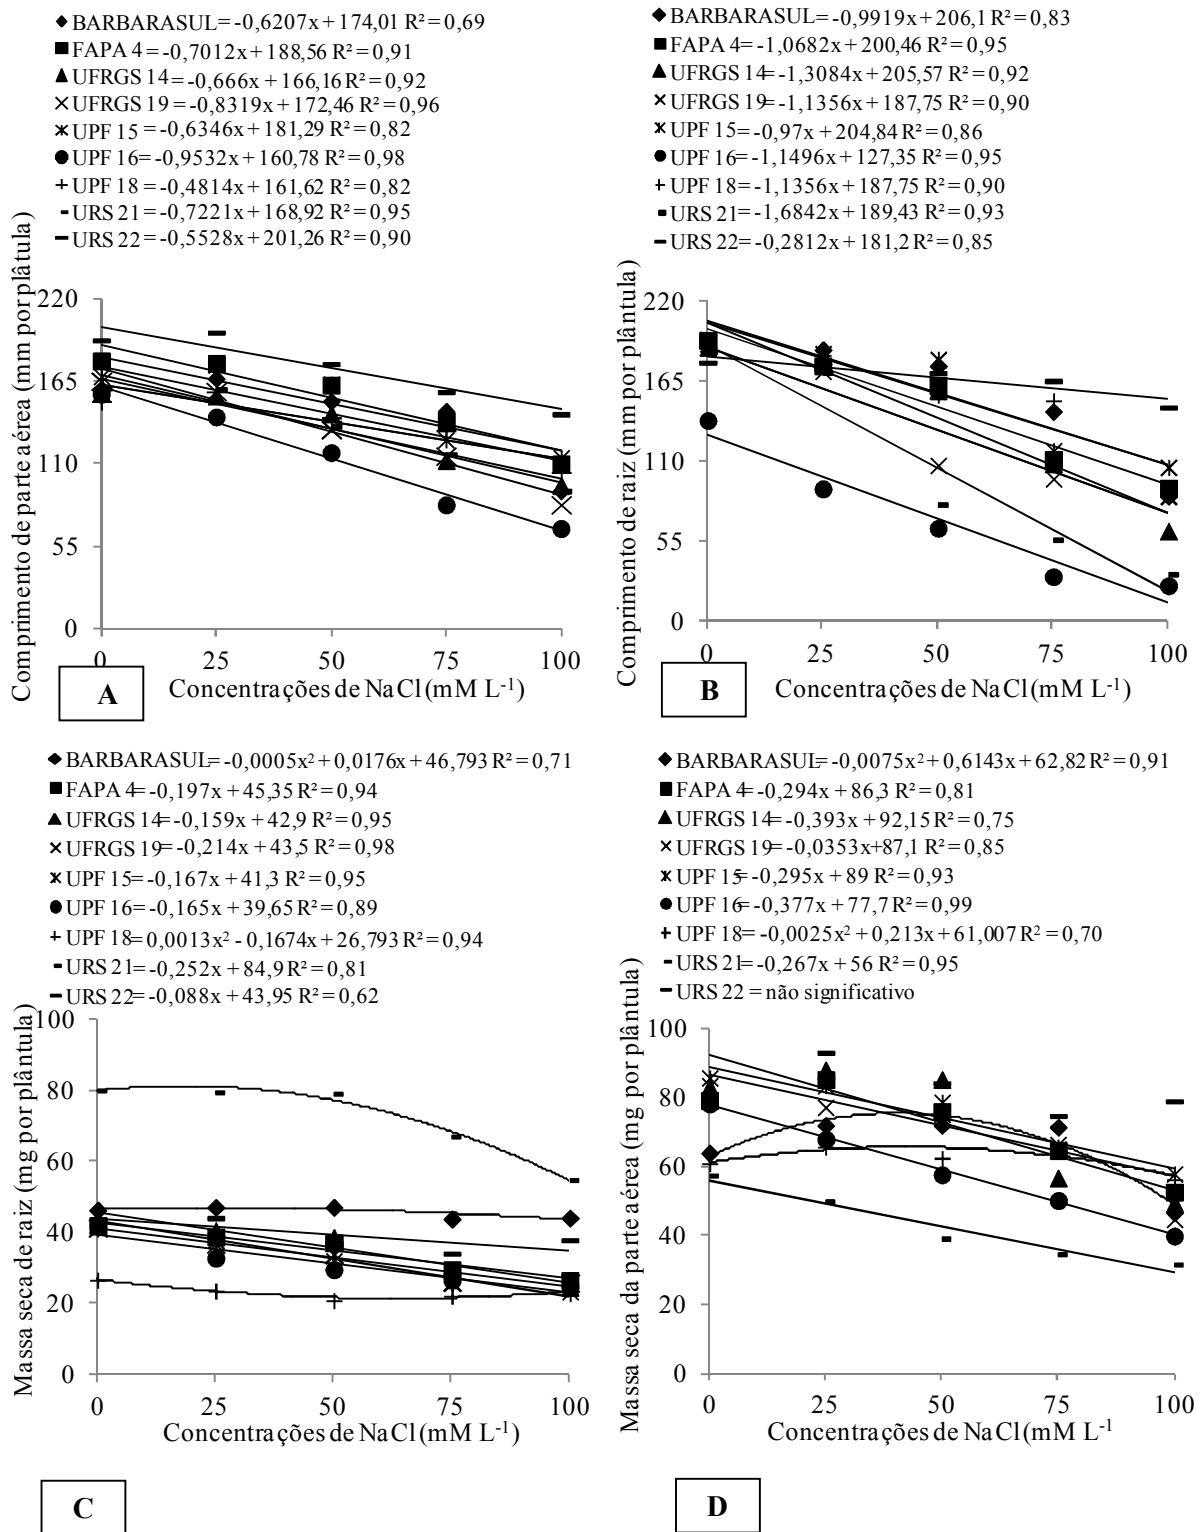 BARBARASUL=-0,6207x+174,01 R²=0,69
FAPA 4=-0,7012x+188,56 R²=0,91
UFRGS 14=-0,666x+166,16 R²=0,92
UFRGS 19=-0,8319x+172,46 R²=0,96
UPF 15=-0,6346x+181,29 R²=0,82
UPF 16=-0,9532x+160,78 R²=0,98
UPF 18=-0,4814x+161,62 R²=0,82
URS 21=-0,7221x+168,92 R²=0,95
URS 22=-0,5528x+201,26 R²=0,90
Comprimento de parte aérea (mm por plâtula)
220
165
110
55
0
0 25 50 75 100
A
Concentrações de NaCl (mM L⁻¹)
BARBARASUL=-0,9919x+206,1 R²=0,83
FAPA 4=-1,0682x+200,46 R²=0,95
UFRGS 14=-1,3084x+205,57 R²=0,92
UFRGS 19=-1,1356x+187,75 R²=0,90
UPF 15=-0,97x+204,84 R²=0,86
UPF 16=-1,1496x+127,35 R²=0,95
UPF 18=-1,1356x+187,75 R²=0,90
URS 21=-1,6842x+189,43 R²=0,93
URS 22=-0,2812x+181,2 R²=0,85
Comprimento de raiz (mm por plântula)
220
165
110
55
0
0 25 50 75 100
B
Concentrações de NaCl (mM L⁻¹)
BARBARASUL=-0,0005x²+0,0176x+46,793 R²=0,71
FAPA 4=-0,197x+45,35 R²=0,94
UFRGS 14=-0,159x+42,9 R²=0,95
UFRGS 19=-0,214x+43,5 R²=0,98
UPF 15=-0,167x+41,3 R²=0,95
UPF 16=-0,165x+39,65 R²=0,89
UPF 18=0,0013x²-0,1674x+26,793 R²=0,94
URS 21=-0,252x+84,9 R²=0,81
URS 22=-0,088x+43,95 R²=0,62
Massa seca de raiz (mg por plântula)
100
80
60
40
20
0
0 25 50 75 100
Concentrações de NaCl (mM L⁻¹)
C
BARBARASUL=-0,0075x²+0,6143x+62,82 R²=0,91
FAPA 4=-0,294x+86,3 R²=0,81
UFRGS 14=-0,393x+92,15 R²=0,75
UFRGS 19=-0,0353x+87,1 R²=0,85
UPF 15=-0,295x+89 R²=0,93
UPF 16=-0,377x+77,7 R²=0,99
UPF 18=-0,0025x²+0,213x+61,007 R²=0,70
URS 21=-0,267x+56 R²=0,95
URS 22 = não significativo
Massa seca da parte aérea (mg por plântula)
100
80
60
40
20
0
0 25 50 75 100
Concentrações de NaCl (mM L⁻¹
D